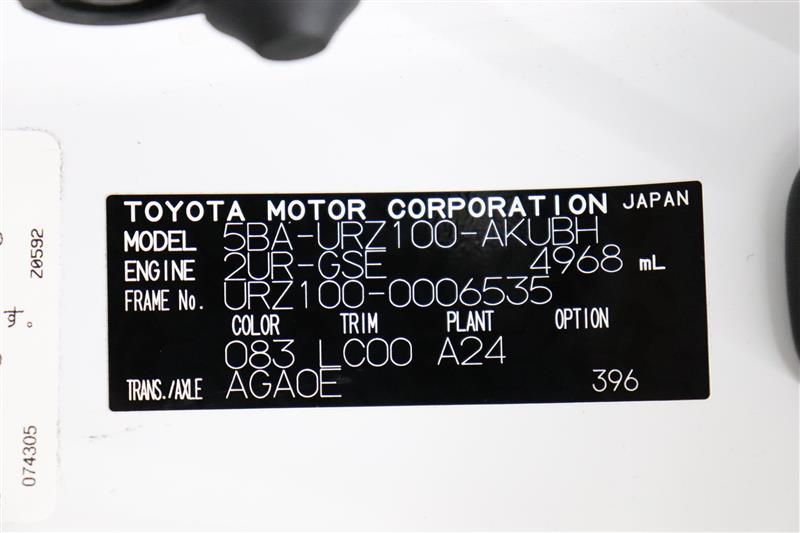 TOYOTA MOTOR CORPORATION JAPAN
MODEL 5BA-URZ100-AKUBH
ENGINE 2UR-GSE 4968 mL
FRAME No. URZ100-0006535
COLOR TRIM PLANT OPTION
083 LC00 A24
TRANS./AXLE AGA0E 396
Z0592
074305